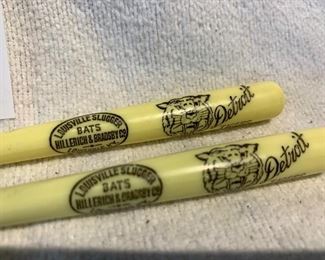 LOUISVILLE SLUGGER
BATS
HILLERICH & BRADSBY CO
Detroit
LOUISVILLE SLUGGER
BATS
HILLERICH & BRADSBY CO
Detroit